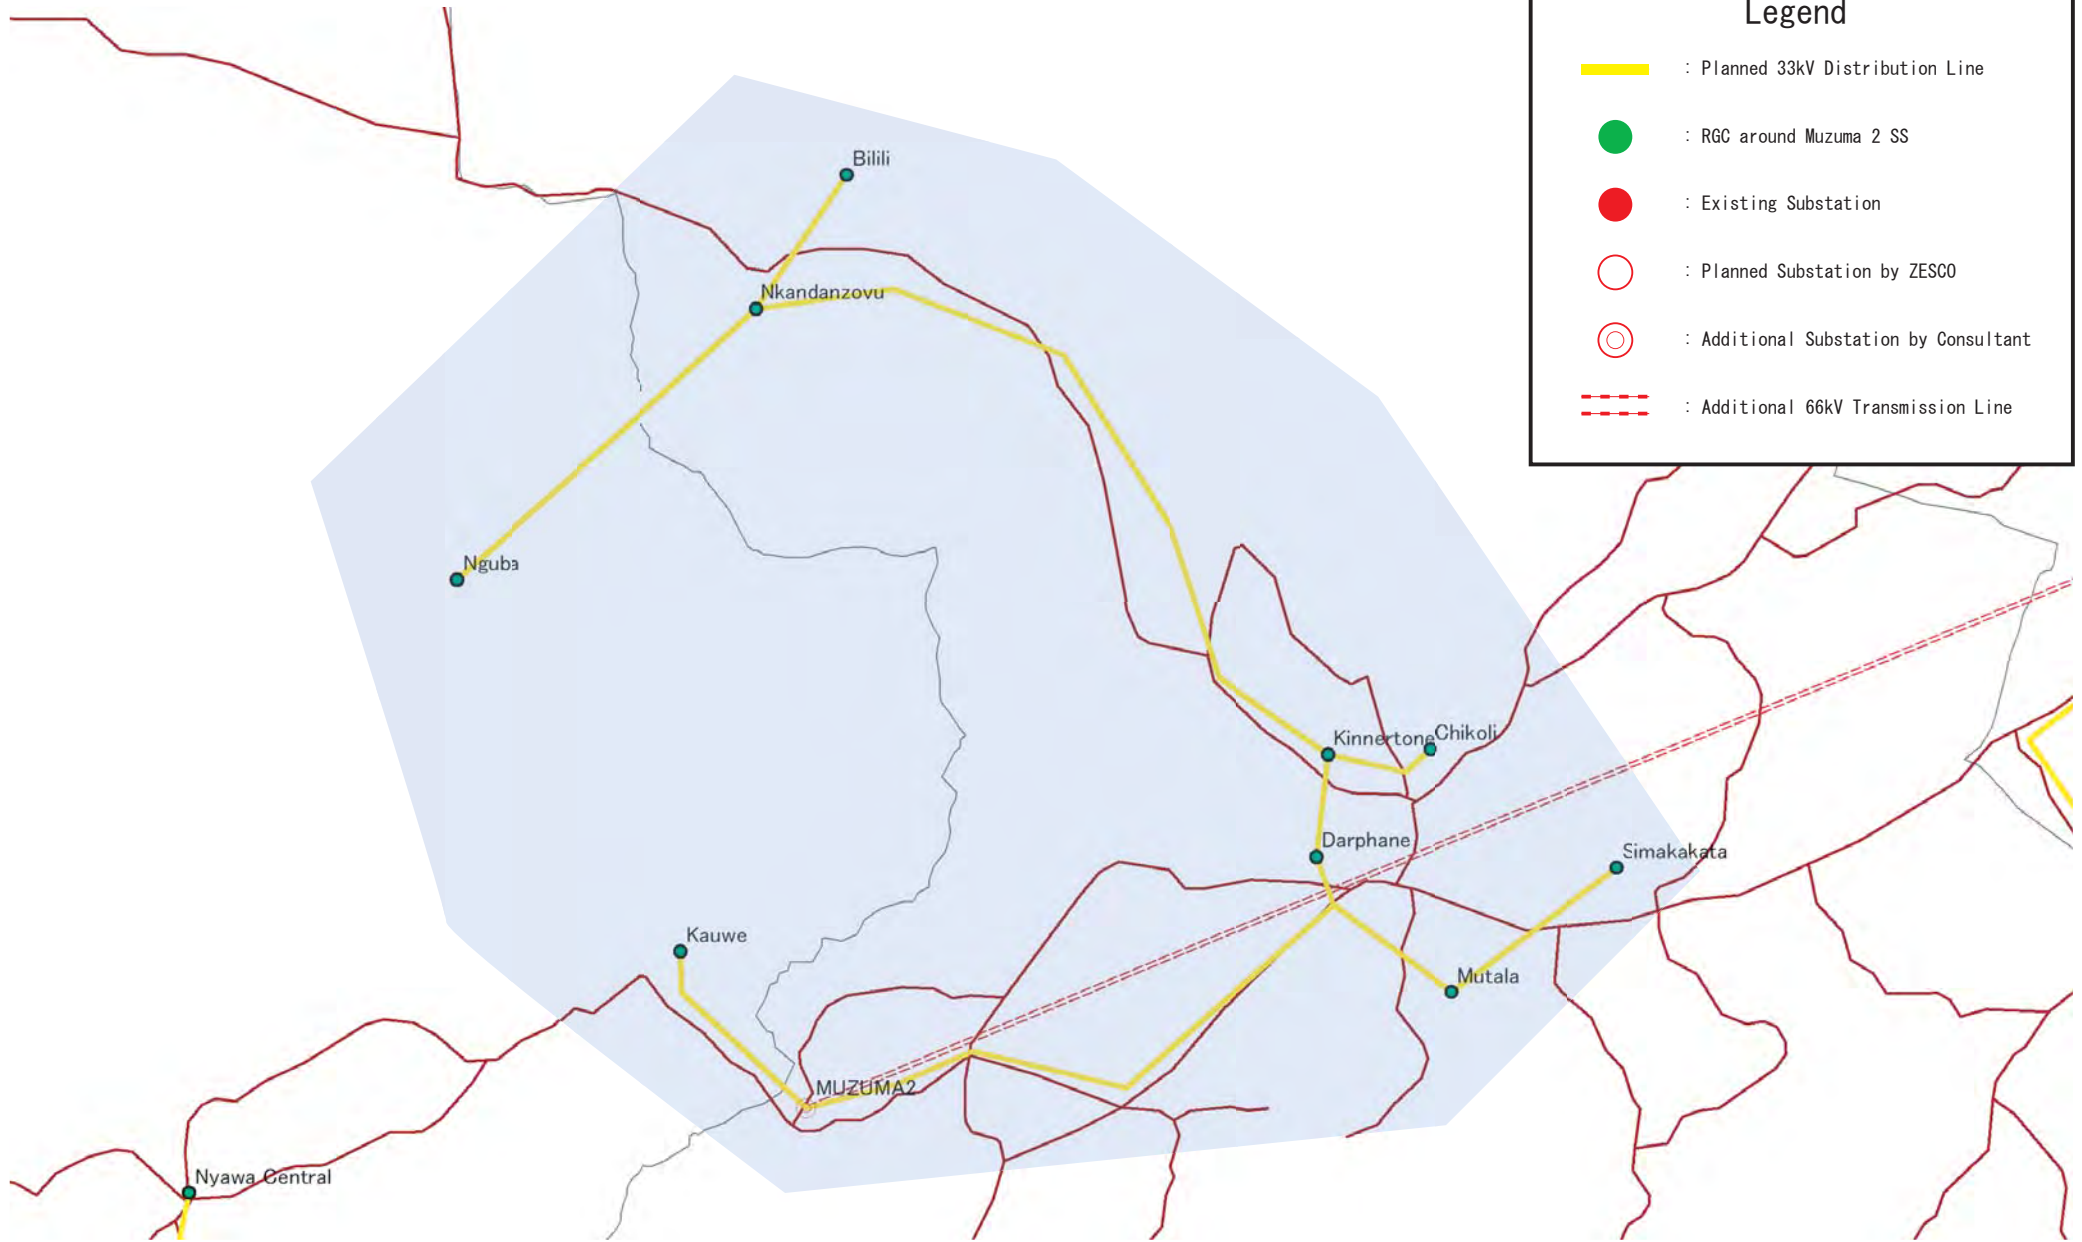 Legend
: Planned 33kV Distribution Line
: RGC around Muzuma 2 SS
: Existing Substation
: Planned Substation by ZESCO
: Additional Substation by Consultant
: Additional 66kV Transmission Line
Bilili
Nkandanzovu
Nguba
Kinnertone
Chikoli
Darphane
Simakakata
Kauwe
Mutala
MUZUMA2
Nyawa Central